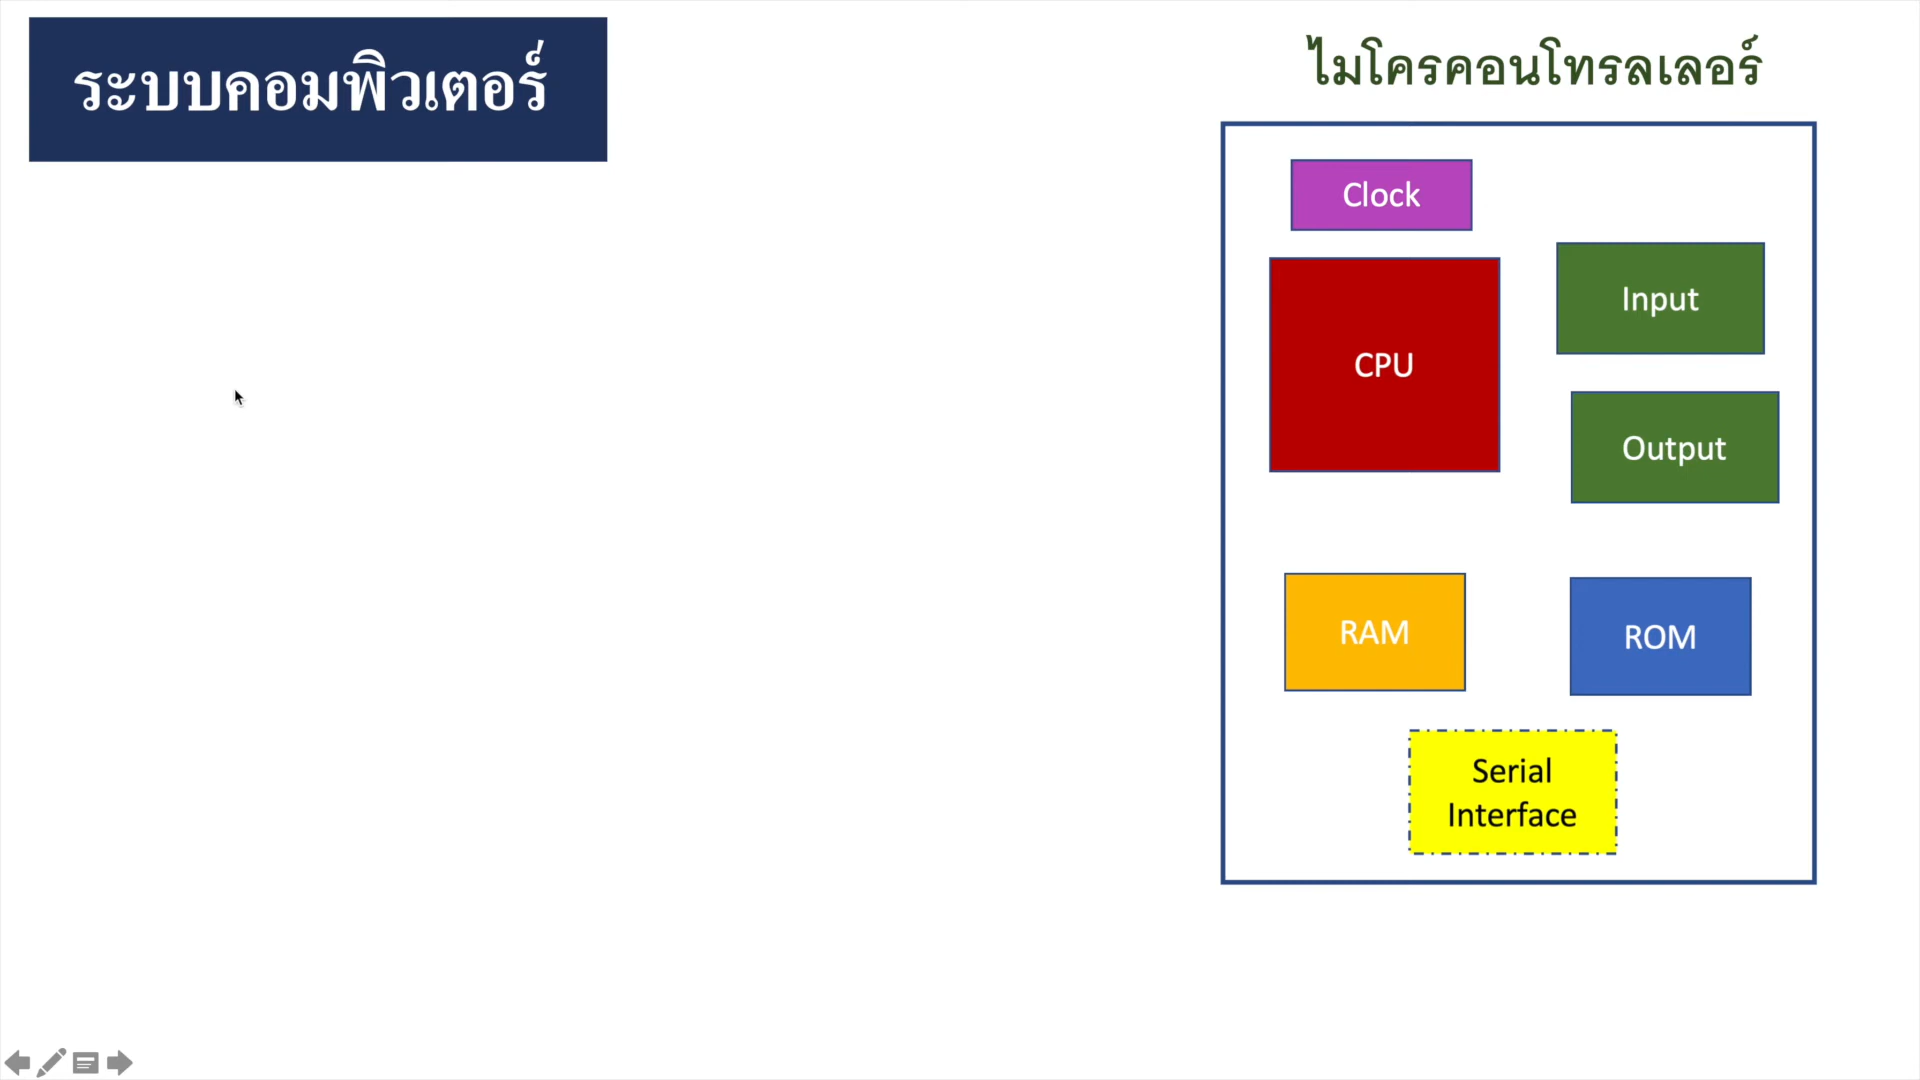 ระบบคอมพิวเตอร์
ไมโครคอนโทรลเลอร์
Clock
Input
CPU
Output
RAM
ROM
Serial
Interface